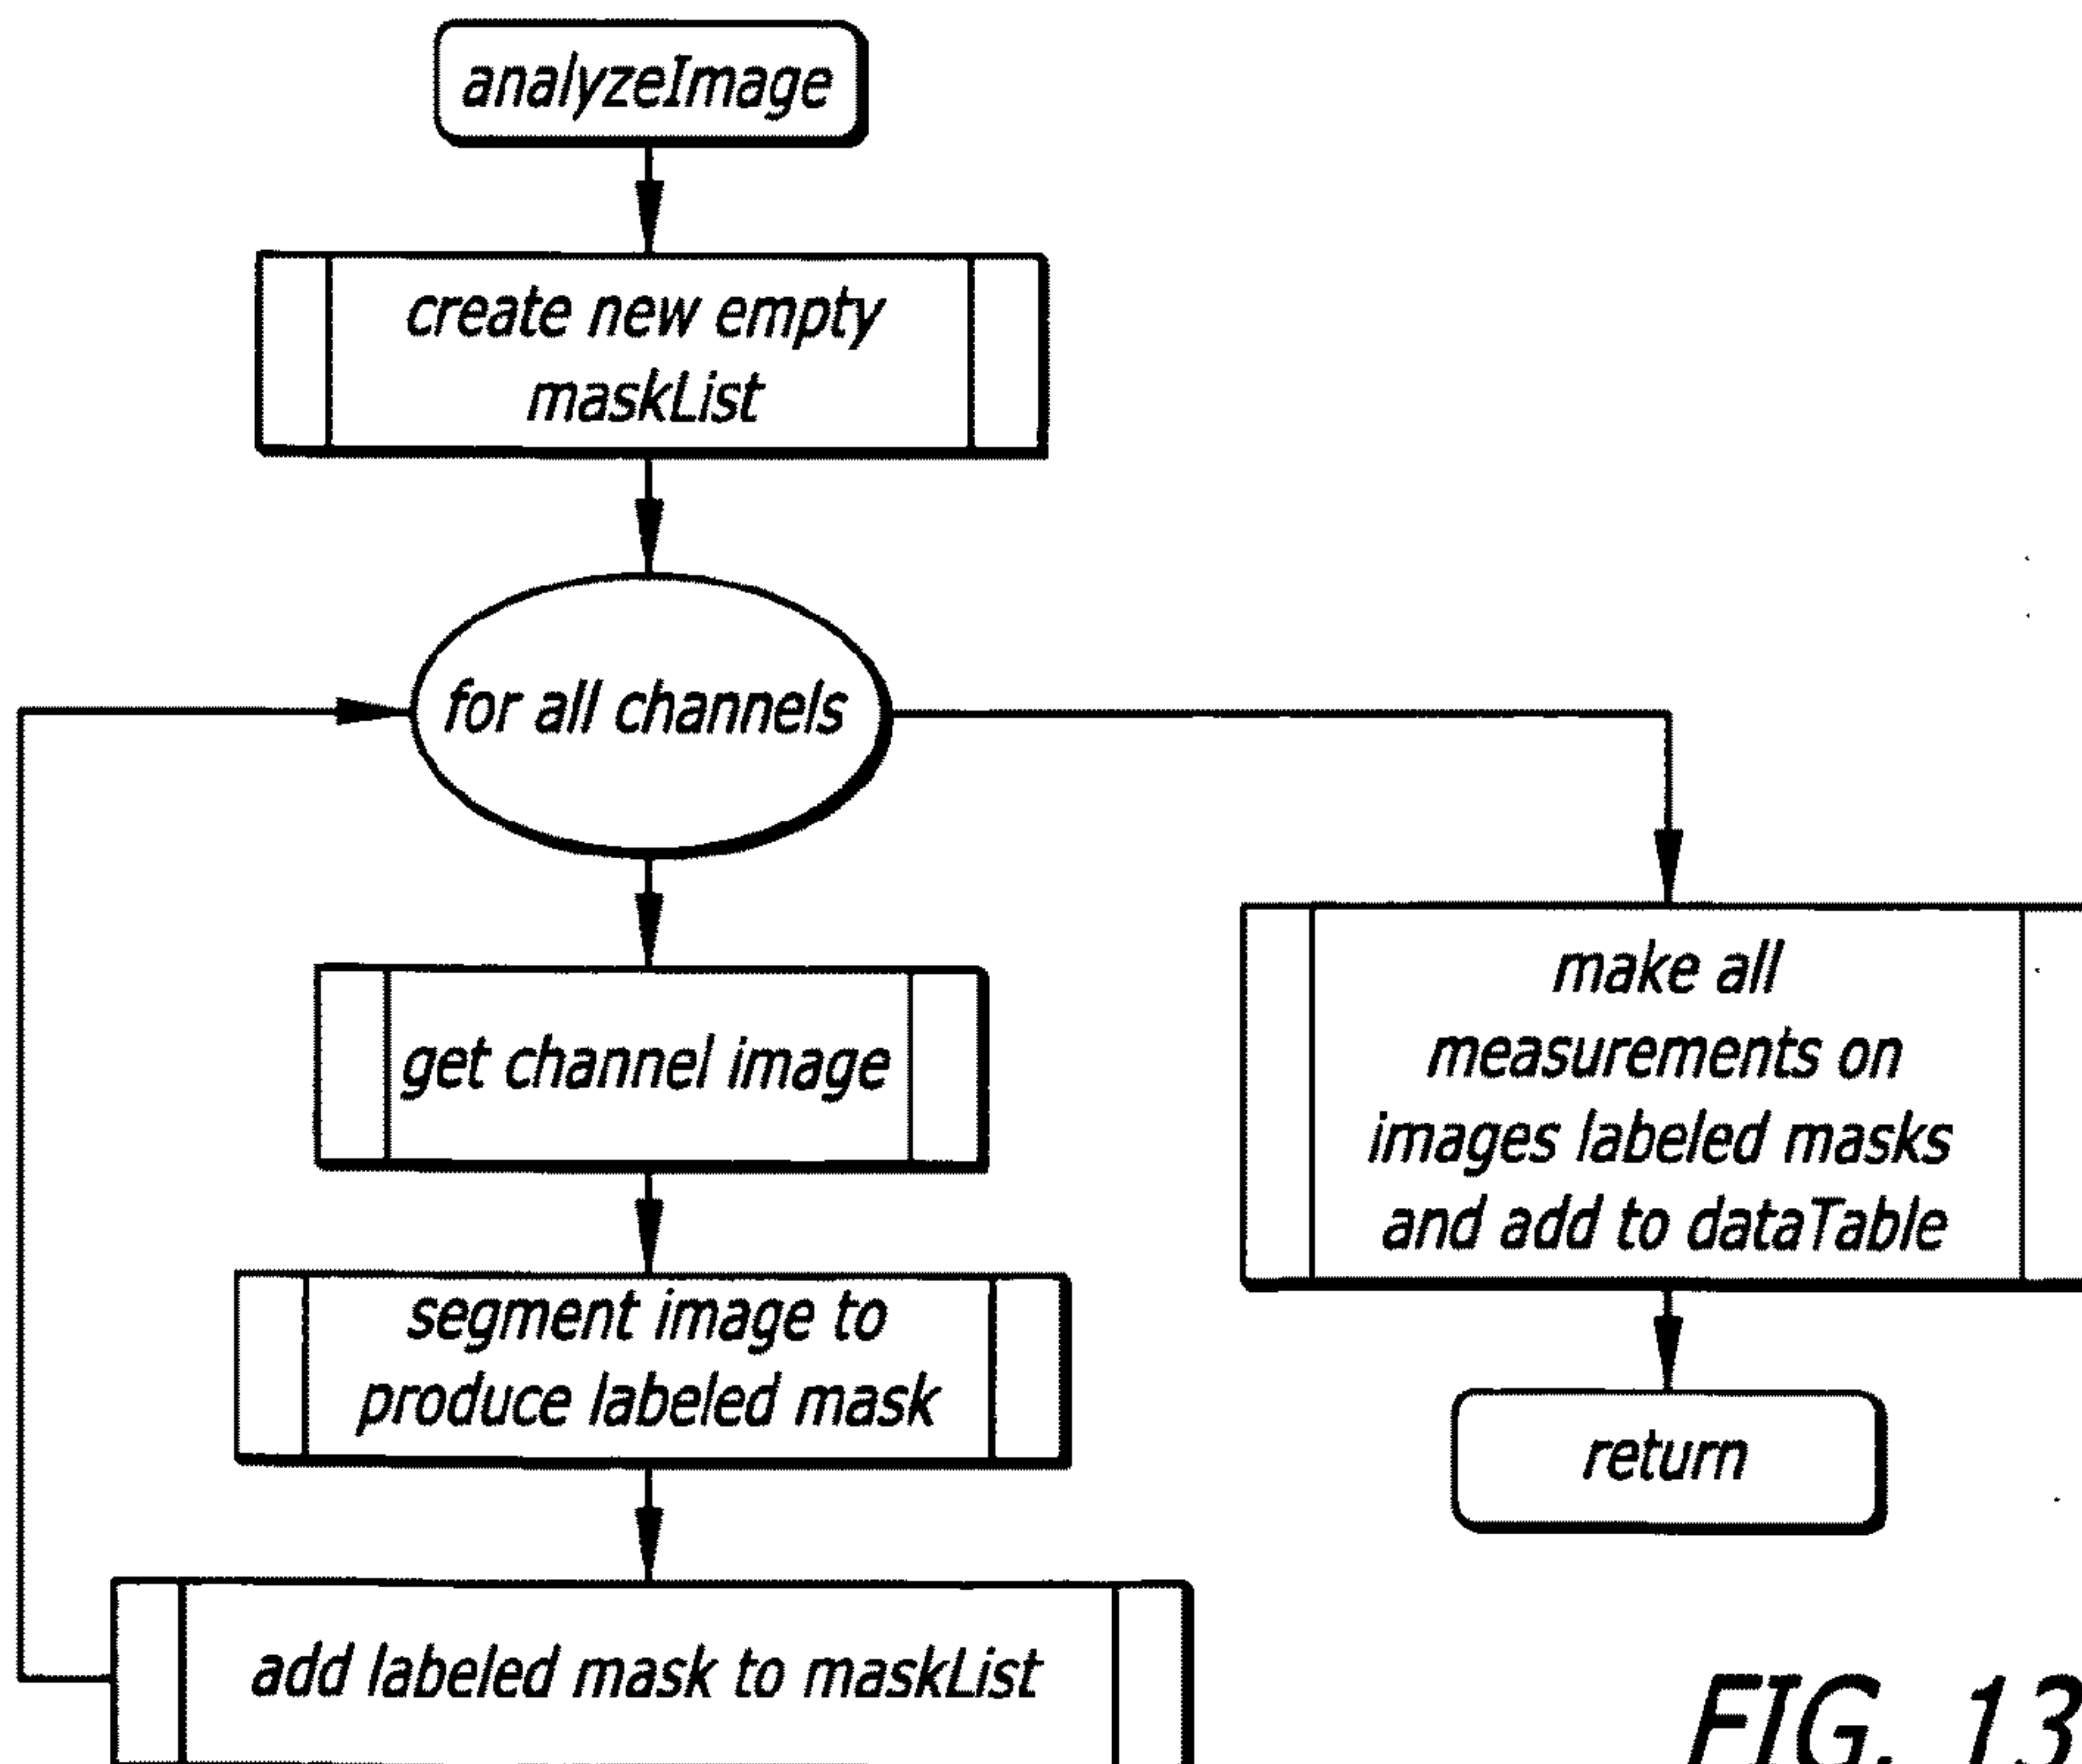 analyzeImage
create new empty
maskList
for all channels
get channel image
segment image to
produce labeled mask
add labeled mask to maskList
make all
measurements on
images labeled masks
and add to dataTable
return
FIG. 13